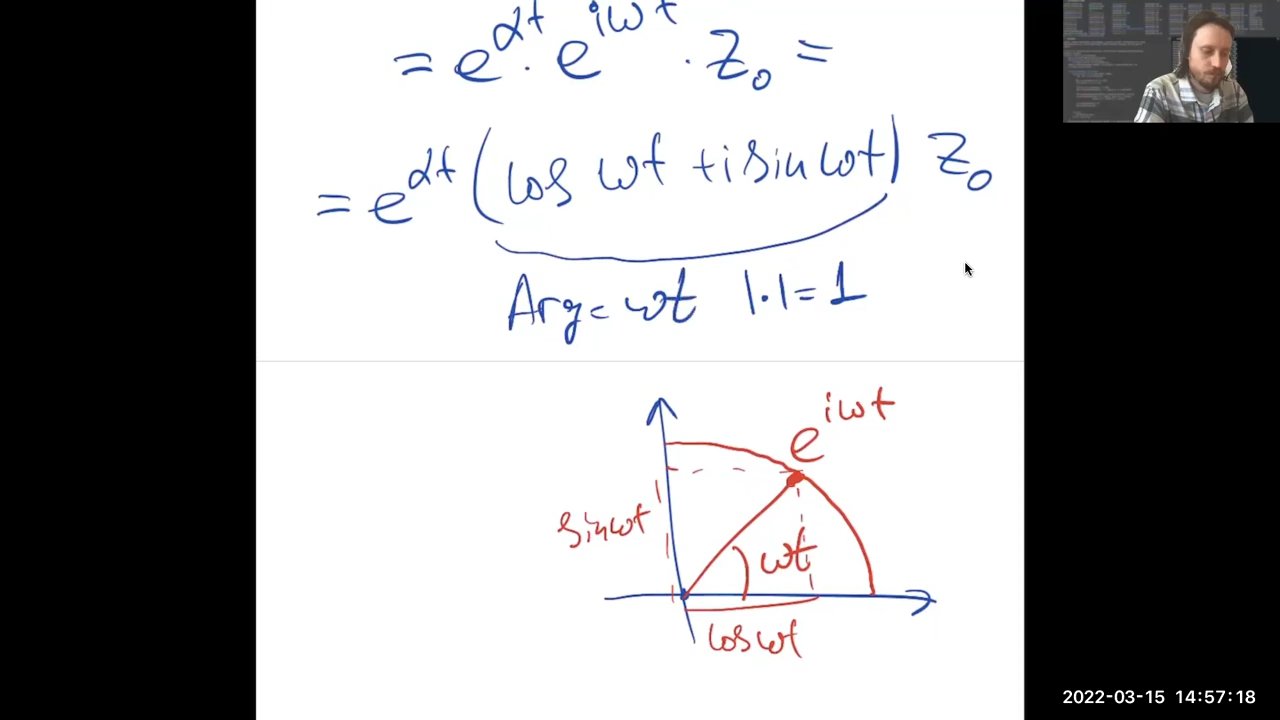 = e^{αt} · e^{iωt} · z₀ =
= e^{αt} (cos ωt + i sin ωt) z₀
Arg = ωt |·| = 1
e^{iωt}
sin ωt
ωt
cos ωt
2022-03-15 14:57:18